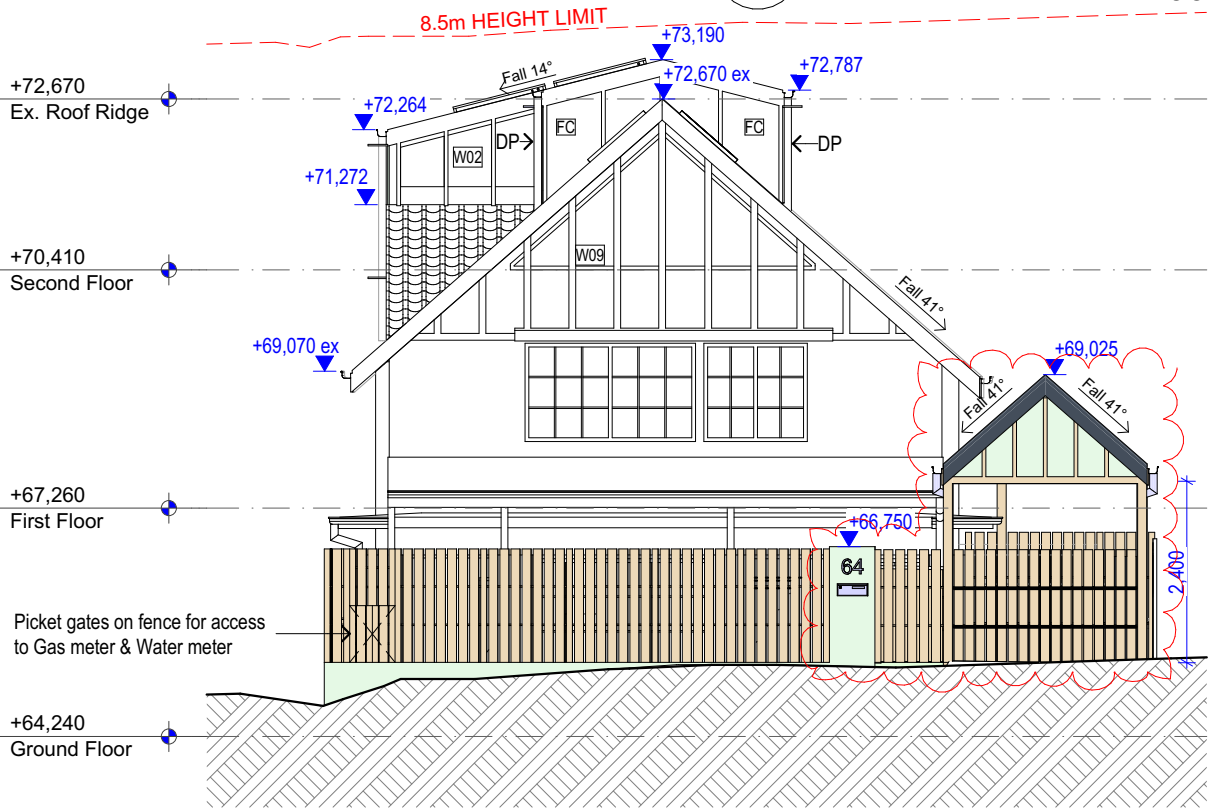 8.5m HEIGHT LIMIT
+73,190
Fall 14°
+72,670 ex
+72,787
+72,670
Ex. Roof Ridge
+72,264
FC
FC
DP
DP
W02
+71,272
+70,410
Second Floor
W09
Fall 41°
+69,070 ex
+69,025
Fall 41°
Fall 41°
+67,260
First Floor
+66,750
64
2,400
Picket gates on fence for access
to Gas meter & Water meter
+64,240
Ground Floor